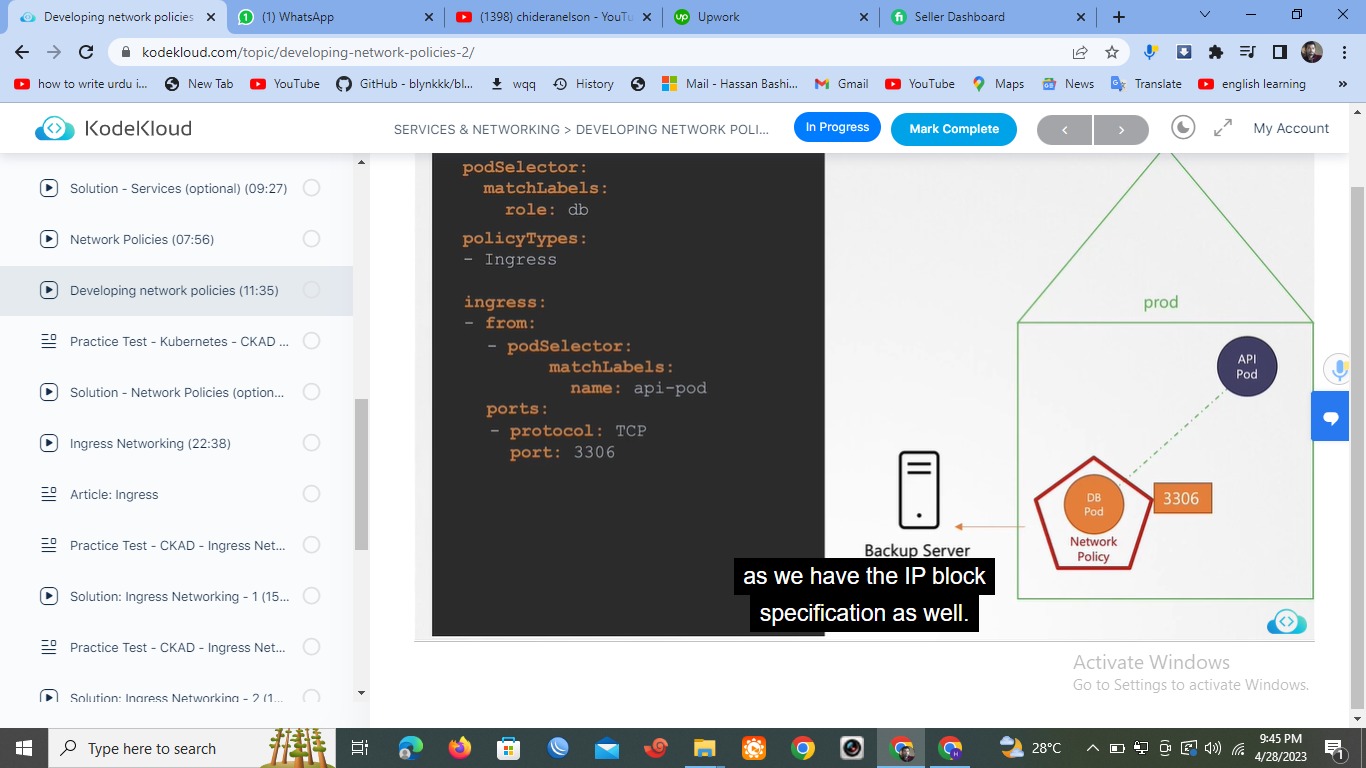 Developing network policies
(1) WhatsApp
(1398) chideranelson - YouTu
Upwork
Seller Dashboard
kodekloud.com/topic/developing-network-policies-2/
how to write urdu i...
New Tab
YouTube
GitHub - blynkkk/bl...
wqq
History
Mail - Hassan Bashi...
Gmail
YouTube
Maps
News
Translate
english learning
»
KodeKloud
SERVICES & NETWORKING > DEVELOPING NETWORK POLI...
In Progress
Mark Complete
My Account
Solution - Services (optional) (09:27)
Network Policies (07:56)
Developing network policies (11:35)
Practice Test - Kubernetes - CKAD ...
Solution - Network Policies (option...
Ingress Networking (22:38)
Article: Ingress
Practice Test - CKAD - Ingress Net...
Solution: Ingress Networking - 1 (15...
Practice Test - CKAD - Ingress Net...
Solution: Ingress Networking - 2 (1...
podSelector:
matchLabels:
role: db
policyTypes:
- Ingress
ingress:
- from:
- podSelector:
matchLabels:
name: api-pod
ports:
- protocol: TCP
port: 3306
prod
API
Pod
DB
Pod
3306
Network
Policy
Backup Server
as we have the IP block
specification as well.
Activate Windows
Go to Settings to activate Windows.
Type here to search
28°C
9:45 PM
4/28/2023
1